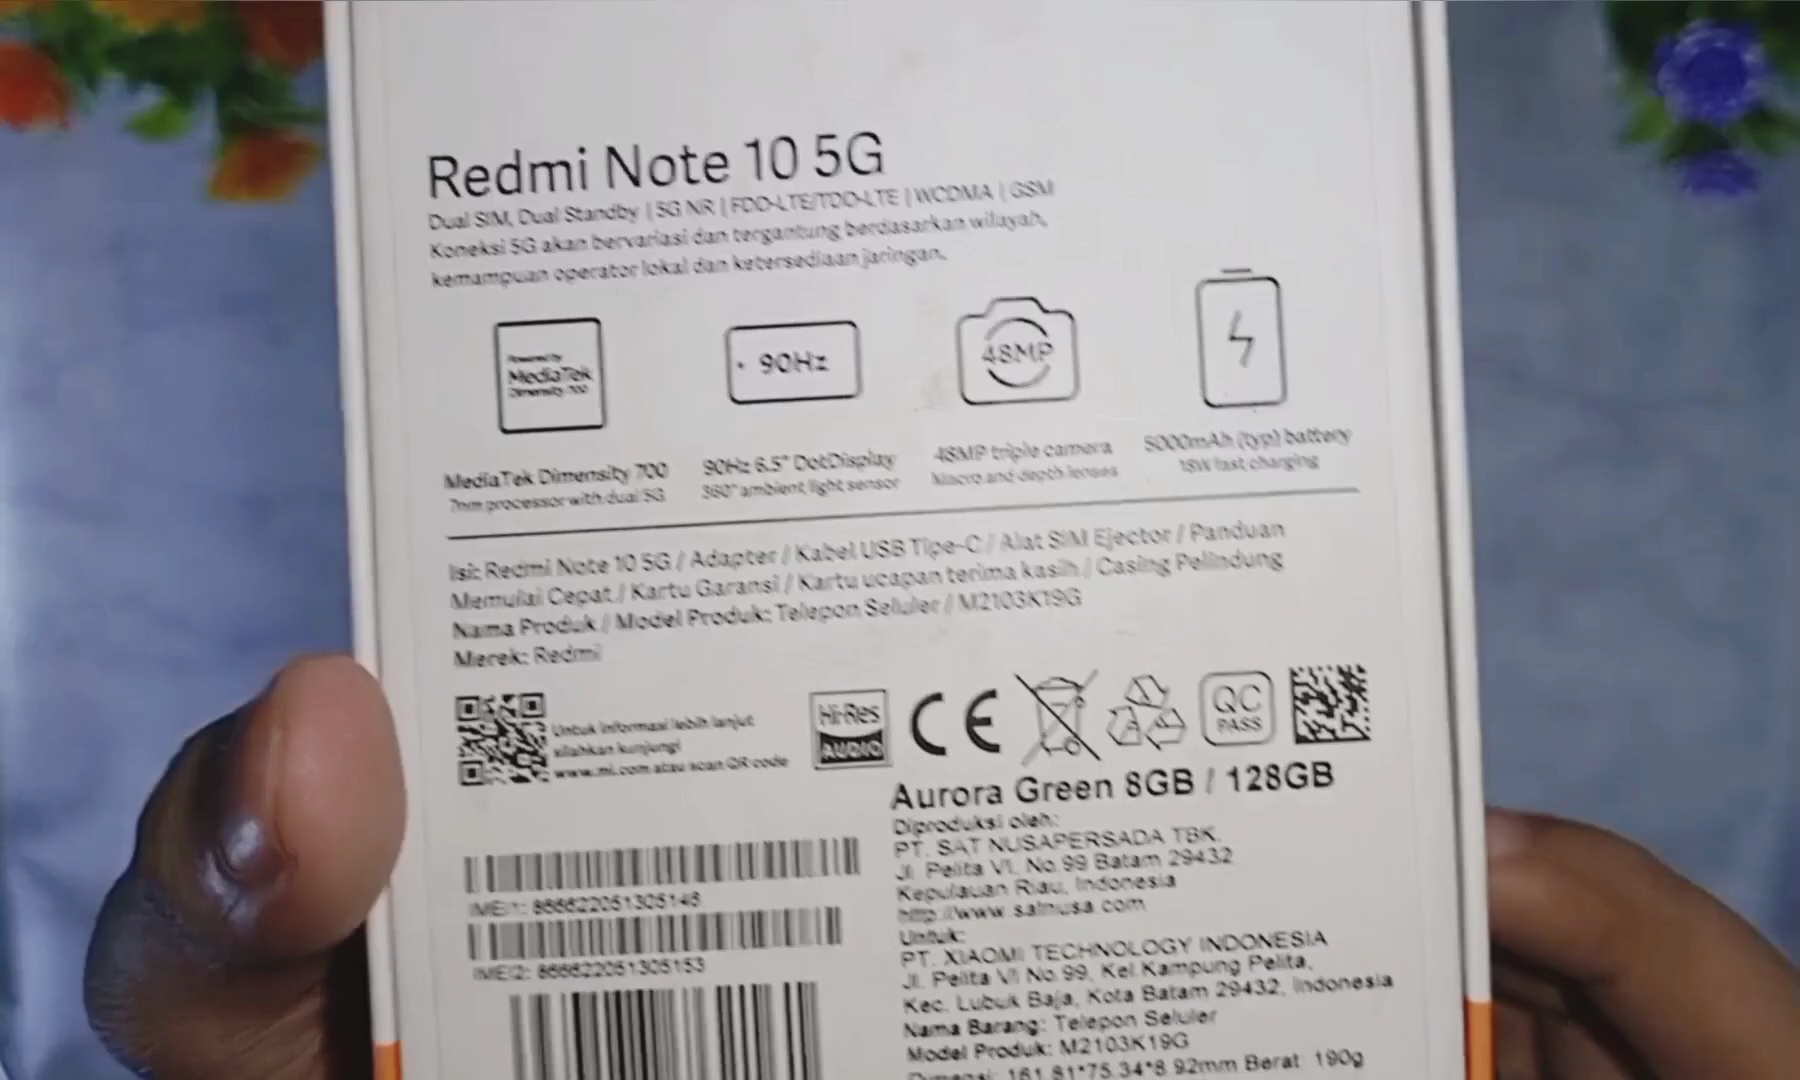 Redmi Note 10 5G
Dual SIM, Dual Standby | 5G NR | FDD-LTE/TDD-LTE | WCDMA | GSM
Koneksi 5G akan bervariasi dan tergantung berdasarkan wilayah,
kemampuan operator lokal dan ketersediaan jaringan.
Powered by
MediaTek
Dimensity 700
90Hz
48MP
MediaTek Dimensity 700
7nm processor with dual 5G
90Hz 6.5" DotDisplay
360° ambient light sensor
48MP triple camera
Macro and depth lenses
5000mAh (typ) battery
18W fast charging
Isi: Redmi Note 10 5G / Adapter / Kabel USB Tipe-C / Alat SIM Ejector / Panduan
Memulai Cepat / Kartu Garansi / Kartu ucapan terima kasih / Casing Pelindung
Nama Produk / Model Produk: Telepon Seluler / M2103K19G
Merek: Redmi
Untuk informasi lebih lanjut
silahkan kunjungi
www.mi.com atau scan QR code
Hi-Res
AUDIO
CE
QC
PASS
Aurora Green 8GB / 128GB
Diproduksi oleh:
PT. SAT NUSAPERSADA TBK.
Jl. Pelita VI, No.99 Batam 29432
Kepulauan Riau, Indonesia
http://www.satnusa.com
Untuk:
PT. XIAOMI TECHNOLOGY INDONESIA
Jl. Pelita VI No.99, Kel.Kampung Pelita,
Kec. Lubuk Baja, Kota Batam 29432, Indonesia
Nama Barang: Telepon Seluler
Model Produk: M2103K19G
Dimensi: 161.81*75.34*8.92mm Berat: 190g
IMEI1: 866622051305146
IMEI2: 866622051305153